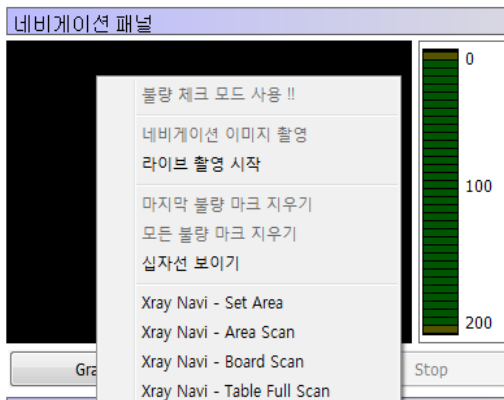 네비게이션 패널
0
불량 체크 모드 사용 !!
네비게이션 이미지 촬영
라이브 촬영 시작
100
마지막 불량 마크 지우기
모든 불량 마크 지우기
십자선 보이기
Xray Navi - Set Area
200
Xray Navi - Area Scan
Xray Navi - Board Scan
Stop
Xray Navi - Table Full Scan